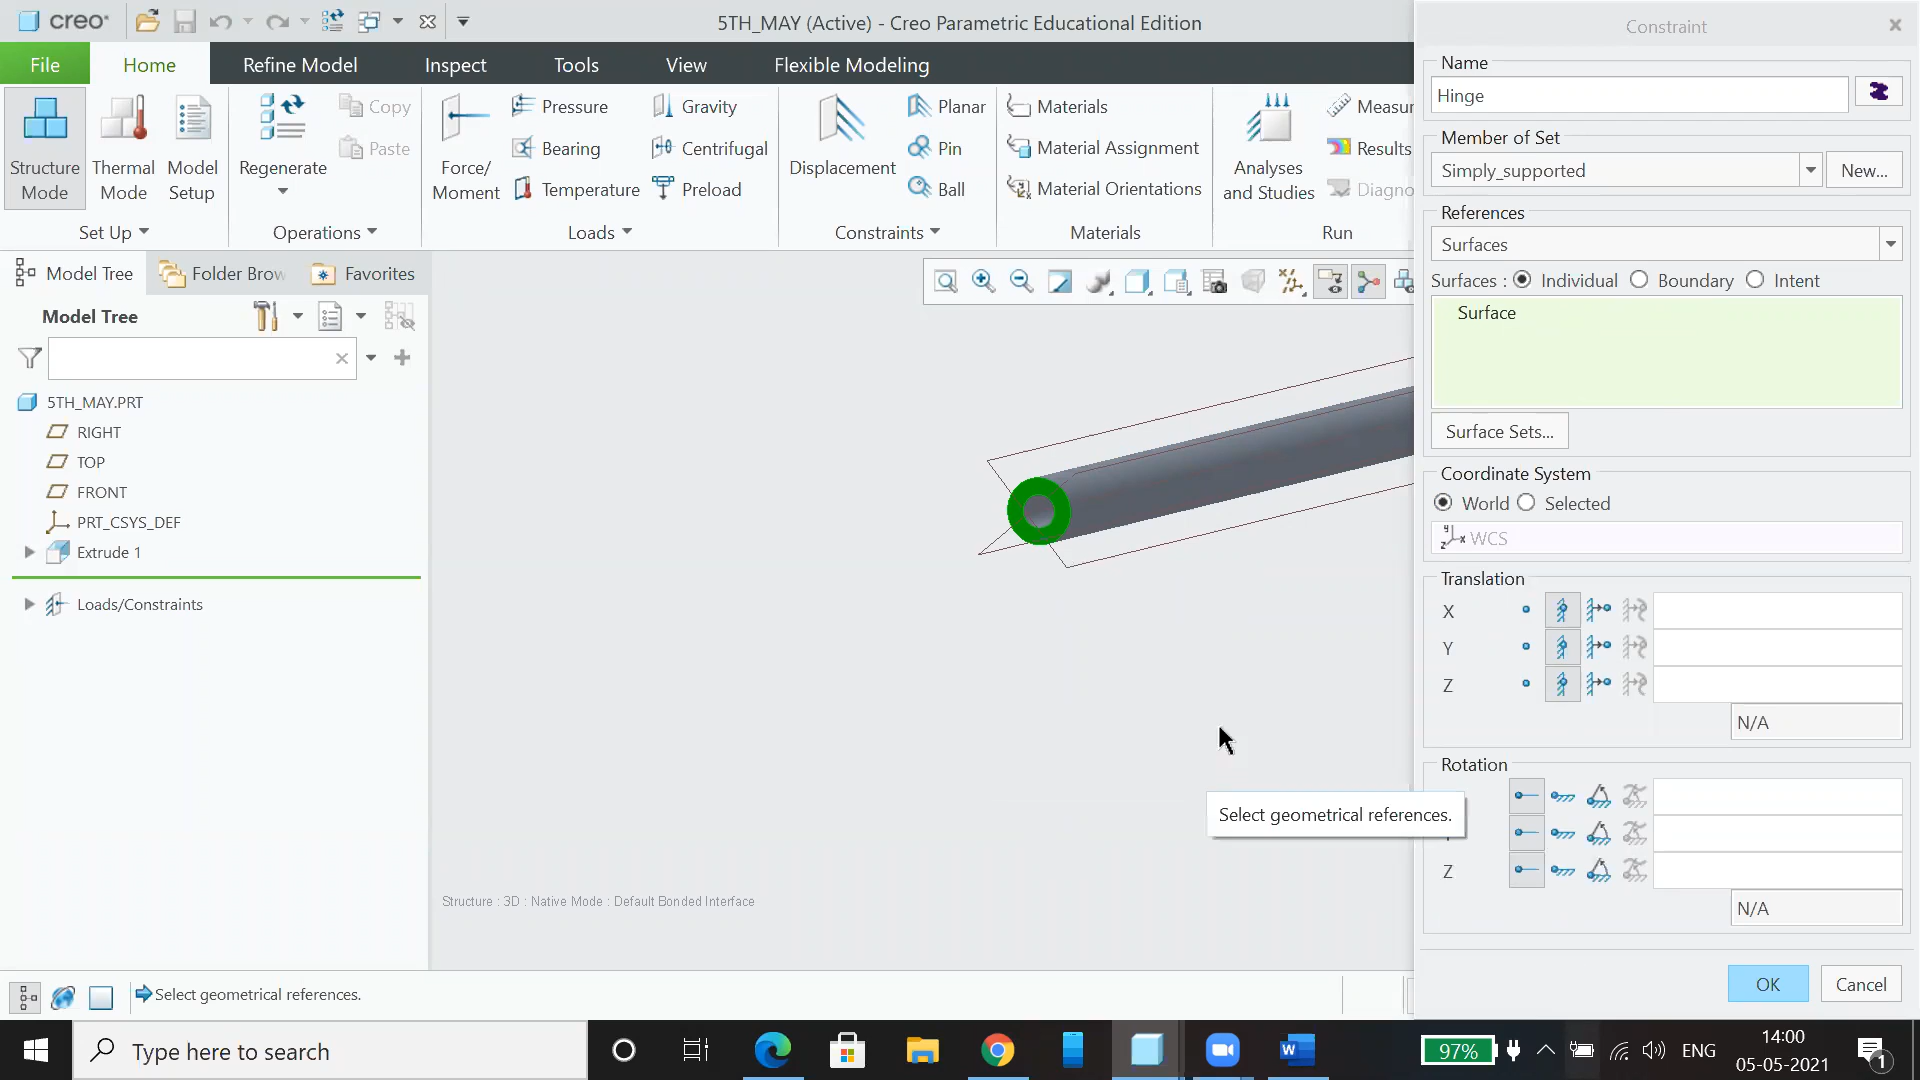 creo
5TH_MAY (Active) - Creo Parametric Educational Edition
File
Home
Refine Model
Inspect
Tools
View
Flexible Modeling
Structure Mode
Thermal Mode
Model Setup
Set Up
Regenerate
Copy
Paste
Operations
Force/ Moment
Pressure
Bearing
Temperature
Gravity
Centrifugal
Preload
Loads
Displacement
Planar
Pin
Ball
Constraints
Materials
Material Assignment
Material Orientations
Materials
Analyses and Studies
Measur
Results
Diagno
Run
Model Tree
Folder Brow
Favorites
Model Tree
5TH_MAY.PRT
RIGHT
TOP
FRONT
PRT_CSYS_DEF
Extrude 1
Loads/Constraints
Structure : 3D : Native Mode : Default Bonded Interface
Select geometrical references.
Select geometrical references.
Constraint
Name
Hinge
Member of Set
Simply_supported
New...
References
Surfaces
Surfaces : Individual Boundary Intent
Surface
Surface Sets...
Coordinate System
World Selected
WCS
Translation
X
Y
Z
N/A
Rotation
Z
N/A
OK
Cancel
Type here to search
97%
ENG
14:00
05-05-2021
1